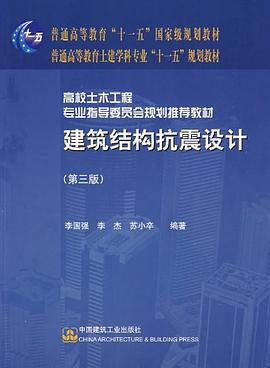 十一五
普通高等教育“十一五”国家级规划教材
普通高等教育土建学科专业“十一五”规划教材
高校土木工程
专业指导委员会规划推荐教材
建筑结构抗震设计
(第三版)
李国强 李 杰 苏小卒 编著
中国建筑工业出版社
CHINA ARCHITECTURE & BUILDING PRESS